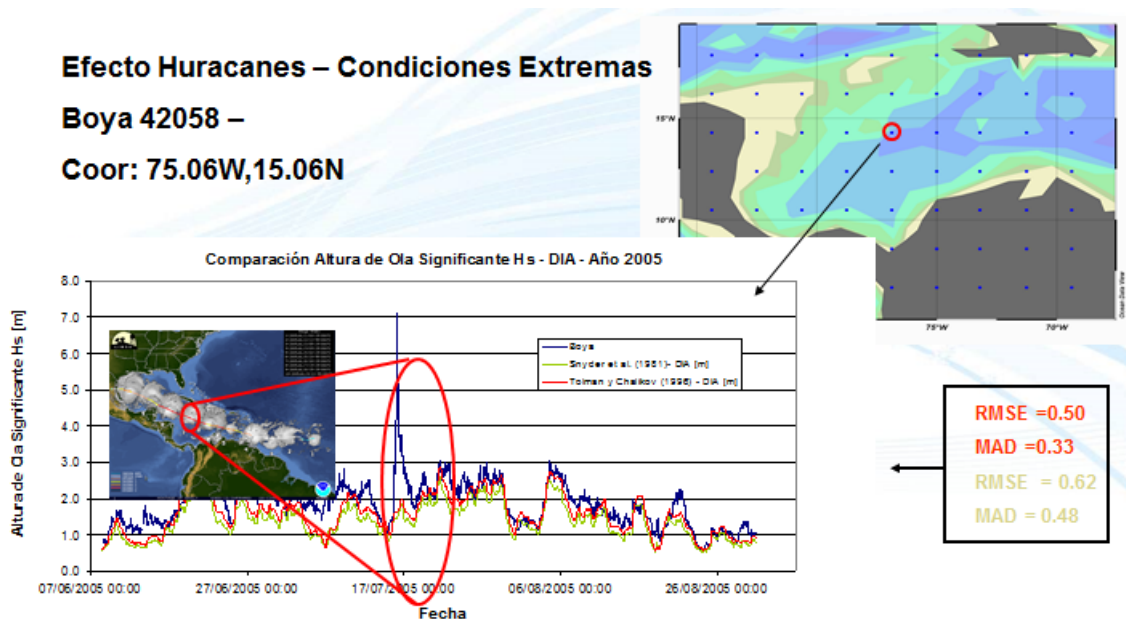 Efecto Huracanes – Condiciones Extremas
Boya 42058 –
Coor: 75.06W,15.06N
15°W
10°W
75°W
70°W
Ocean Data View
Comparación Altura de Ola Significante Hs - DIA - Año 2005
Altura de Ola Significante Hs [m]
8.0
7.0
6.0
5.0
4.0
3.0
2.0
1.0
0.0
Boya
Snyder et al. (1981)- DIA [m]
Tolman y Chalikov (1996) - DIA [m]
07/06/2005 00:00
27/06/2005 00:00
17/07/2005 00:00
06/08/2005 00:00
26/08/2005 00:00
Fecha
RMSE =0.50
MAD =0.33
RMSE = 0.62
MAD = 0.48